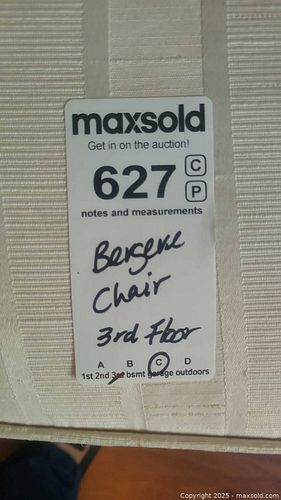 maxsold
Get in on the auction!
627 C
P
notes and measurements
Bergere
Chair
3rd Floor
A B C D
1st 2nd 3rd bsmt garage outdoors
Copyright 2025 - maxsold.com